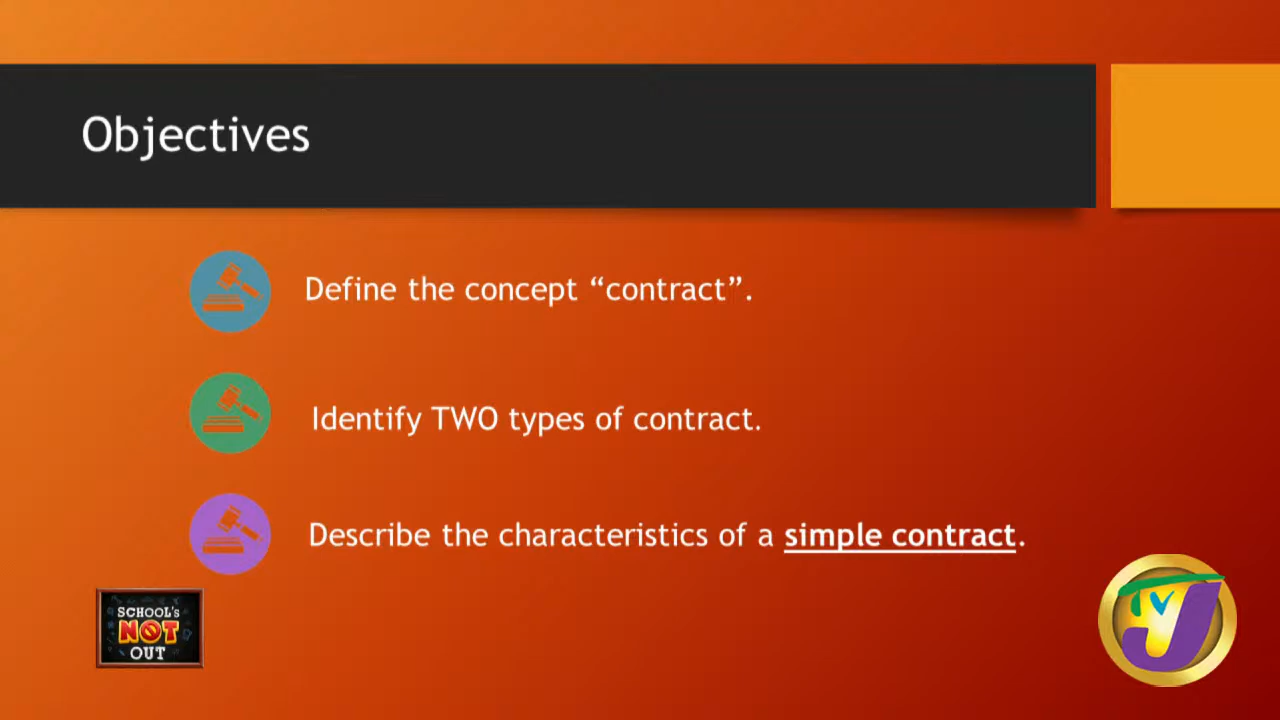 Objectives
Define the concept “contract”.
Identify TWO types of contract.
Describe the characteristics of a simple contract.
SCHOOL's
NOT
OUT
TVJ